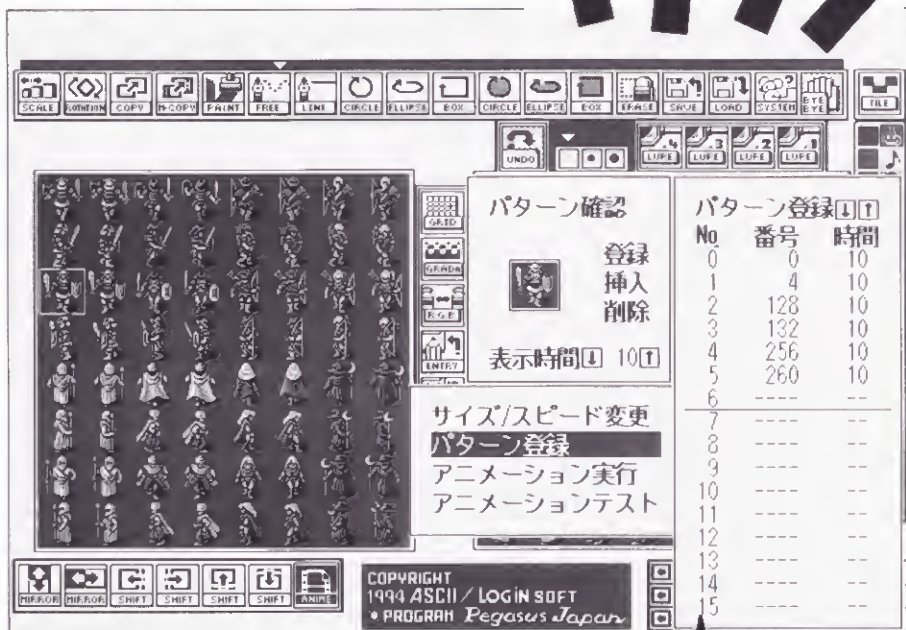 SCALE ROTATION COPY M-COPY PAINT FREE LINE CIRCLE ELLIPSE BOX CIRCLE ELLIPSE BOX ERASE SAVE LOAD SYSTEM BYE BYE TILE
UNDO 4 LUPE 3 LUPE 2 LUPE 1 LUPE
GRID
GRADA
RGB
ENTRY
パターン確認
登録
挿入
削除
表示時間↓ 10↑
パターン登録↓↑
No 番号 時間
0 0 10
1 4 10
2 128 10
3 132 10
4 256 10
5 260 10
6 ---- --
7 ---- --
8 ---- --
9 ---- --
10 ---- --
11 ---- --
12 ---- --
13 ---- --
14 ---- --
15 ---- --
サイズ/スピード変更
パターン登録
アニメーション実行
アニメーションテスト
MIRROR MIRROR SHIFT SHIFT SHIFT SHIFT ANIME
COPYRIGHT
1994 ASCII / LOGiN SOFT
• PROGRAM Pegasus Japan